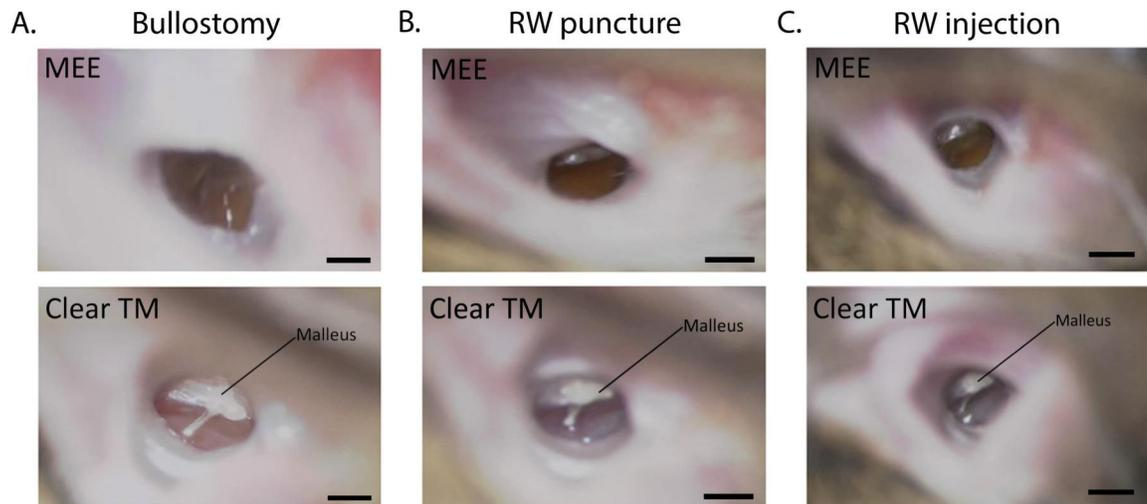 A. Bullostomy
B. RW puncture
C. RW injection
MEE
MEE
MEE
Clear TM
Malleus
Clear TM
Malleus
Clear TM
Malleus